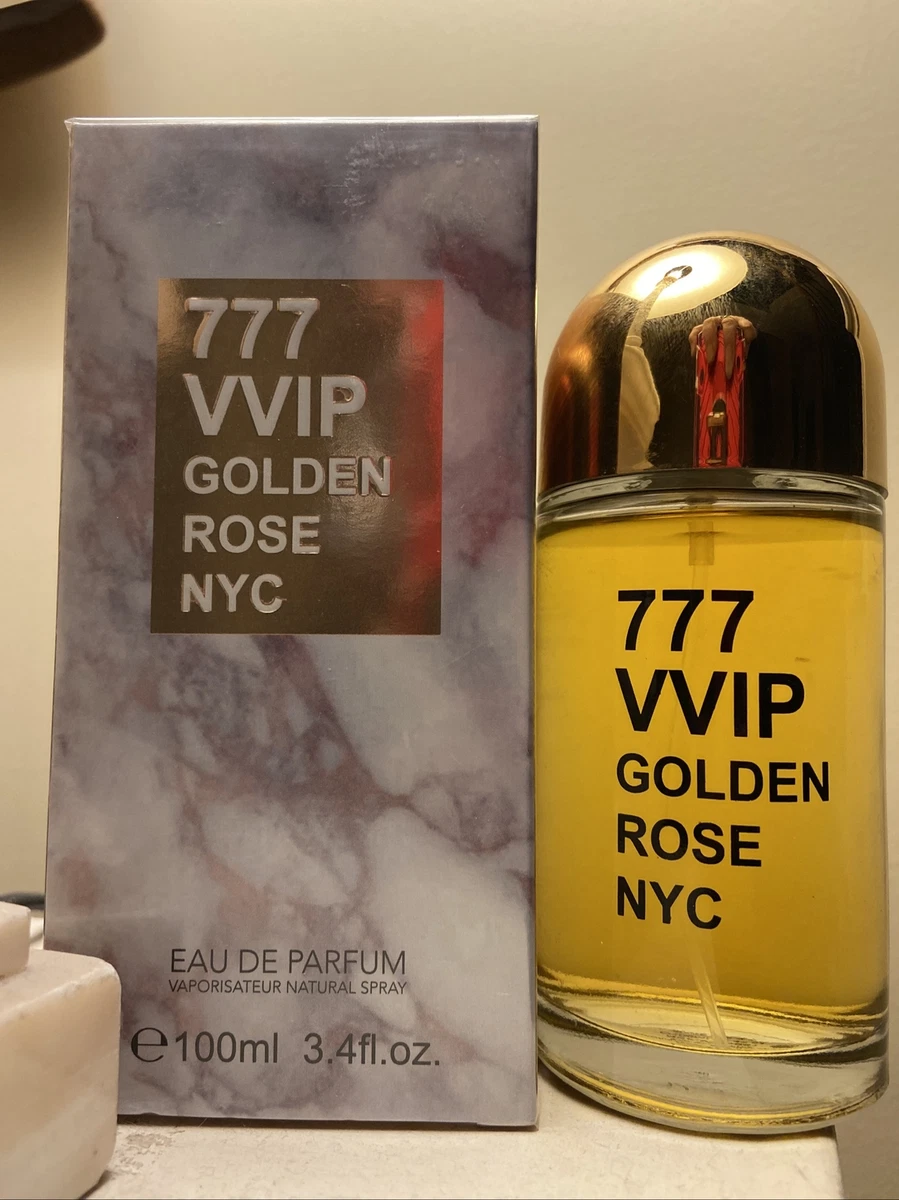 777
VVIP
GOLDEN
ROSE
NYC
EAU DE PARFUM
VAPORISATEUR NATURAL SPRAY
℮100ml 3.4fl.oz.
777
VVIP
GOLDEN
ROSE
NYC